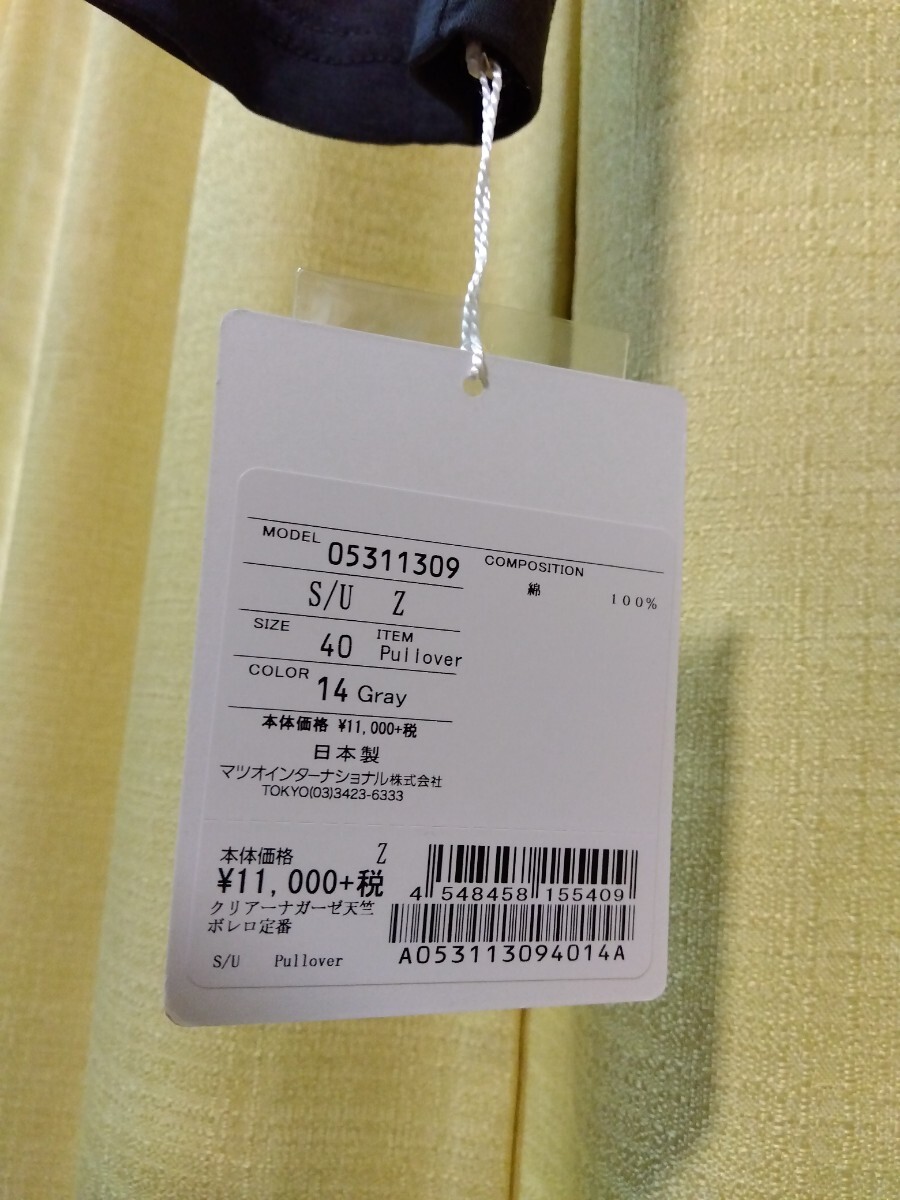 MODEL 05311309
S/U Z
SIZE 40 ITEM Pullover
COLOR 14 Gray
本体価格 ¥11,000+税
日本製
マツオインターナショナル株式会社
TOKYO(03)3423-6333
COMPOSITION
綿 100%
本体価格 Z
¥11,000+税
クリアーナガーゼ天竺
ボレロ定番
S/U Pullover
4 548458 155409
A053113094014A